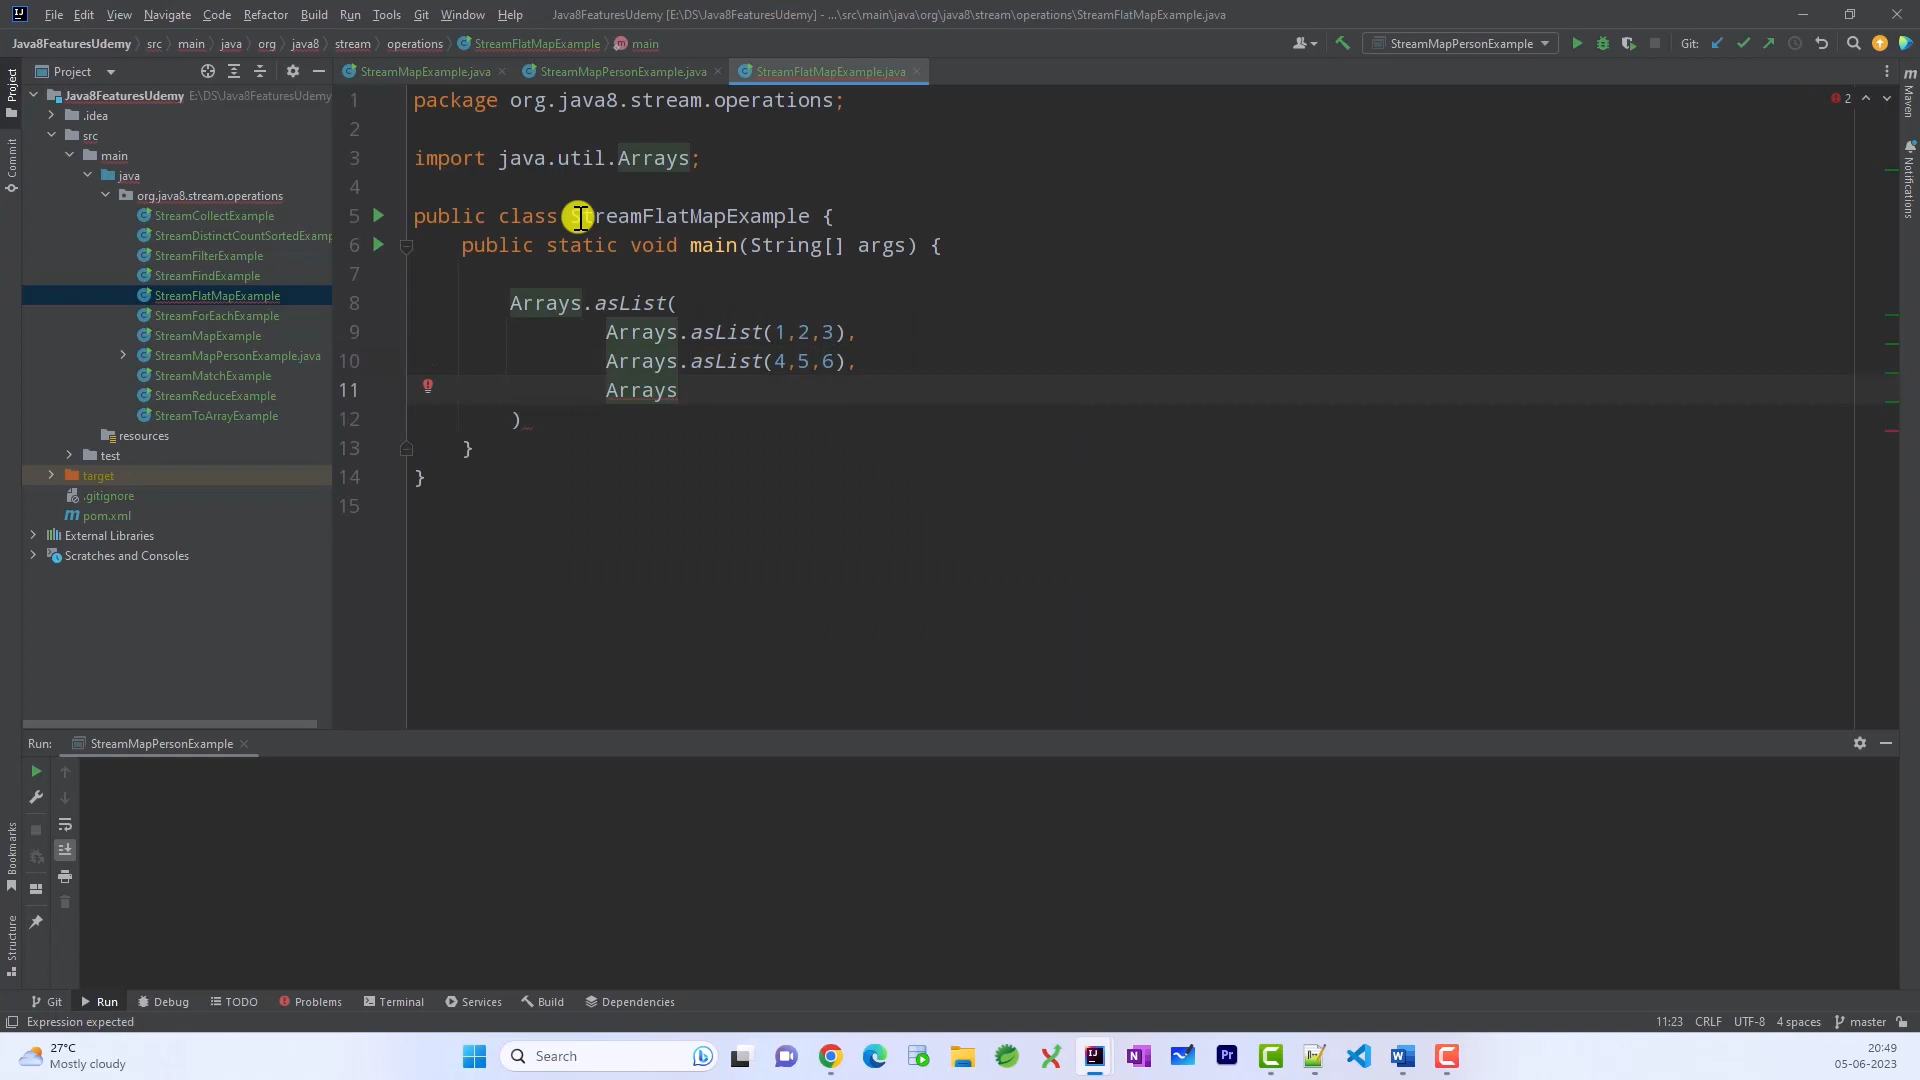 File Edit View Navigate Code Refactor Build Run Tools Git Window Help Java8FeaturesUdemy [E:\DS\Java8FeaturesUdemy] - ...\src\main\java\org\java8\stream\operations\StreamFlatMapExample.java
Java8FeaturesUdemy src main java org java8 stream operations StreamFlatMapExample main StreamMapPersonExample Git:
Project StreamMapExample.java StreamMapPersonExample.java StreamFlatMapExample.java
Project
Commit
Bookmarks
Structure
Maven
Notifications
Java8FeaturesUdemy E:\DS\Java8FeaturesUdemy
.idea
src
main
java
org.java8.stream.operations
StreamCollectExample
StreamDistinctCountSortedExamp
StreamFilterExample
StreamFindExample
StreamFlatMapExample
StreamForEachExample
StreamMapExample
StreamMapPersonExample.java
StreamMatchExample
StreamReduceExample
StreamToArrayExample
resources
test
target
.gitignore
pom.xml
External Libraries
Scratches and Consoles
2
1 package org.java8.stream.operations;
2
3 import java.util.Arrays;
4
5 public class StreamFlatMapExample {
6 public static void main(String[] args) {
7
8 Arrays.asList(
9 Arrays.asList(1,2,3),
10 Arrays.asList(4,5,6),
11 Arrays
12 )
13 }
14 }
15
Run: StreamMapPersonExample
Git Run Debug TODO Problems Terminal Services Build Dependencies
Expression expected 11:23 CRLF UTF-8 4 spaces master
27°C
Mostly cloudy
Search
20:49
05-06-2023